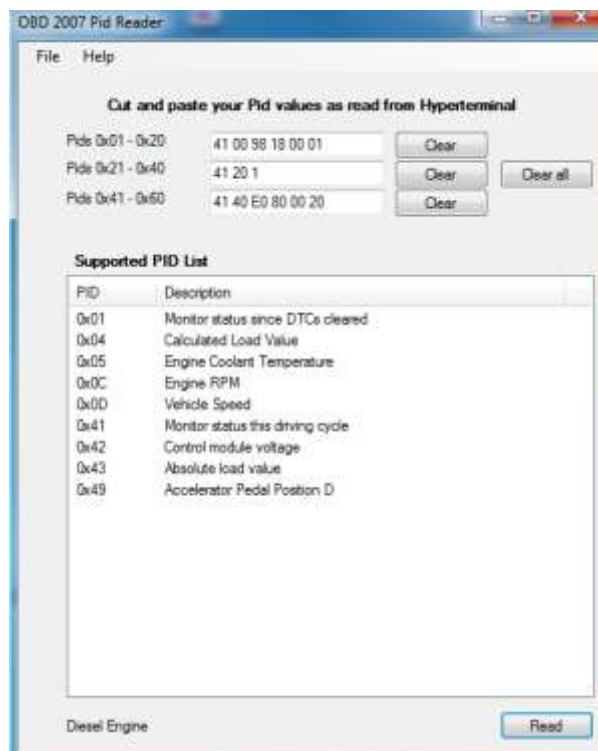 OBD 2007 Pid Reader
File Help
Cut and paste your Pid values as read from Hyperterminal
Pids 0x01 - 0x20 41 00 98 18 00 01 Clear
Pids 0x21 - 0x40 41 20 1 Clear Clear all
Pids 0x41 - 0x60 41 40 E0 80 00 20 Clear
Supported PID List
PID Description
0x01 Monitor status since DTCs cleared
0x04 Calculated Load Value
0x05 Engine Coolant Temperature
0x0C Engine RPM
0x0D Vehicle Speed
0x41 Monitor status this driving cycle
0x42 Control module voltage
0x43 Absolute load value
0x49 Accelerator Pedal Postion D
Diesel Engine Read